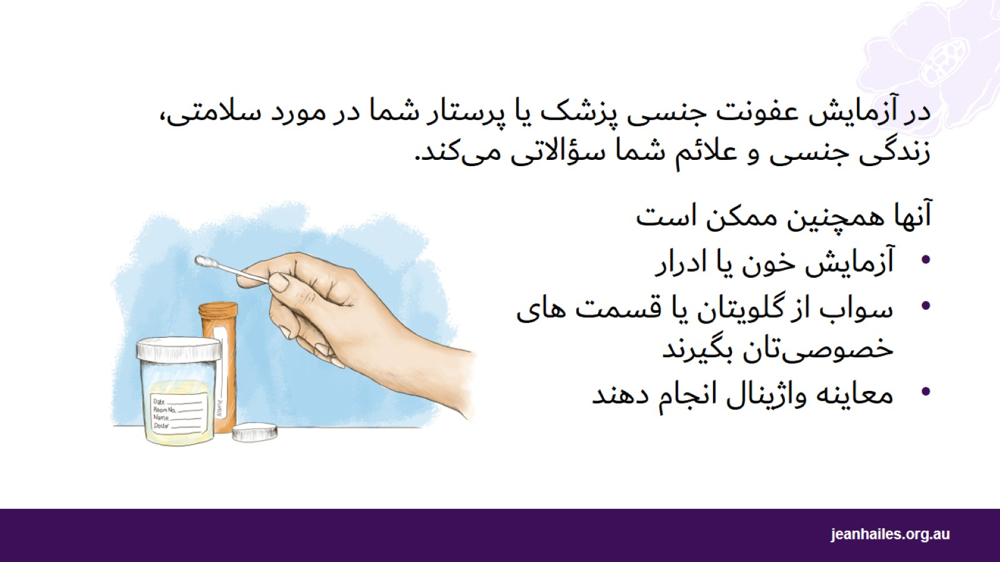 در آزمایش عفونت جنسی پزشک یا پرستار شما در مورد سلامتی،
زندگی جنسی و علائم شما سؤالاتی می‌کند.
آنها همچنین ممکن است
• آزمایش خون یا ادرار
• سواب از گلویتان یا قسمت های
خصوصی‌تان بگیرند
• معاینه واژینال انجام دهند
Date
Room No.
Name
Doctor
Name
jeanhailes.org.au